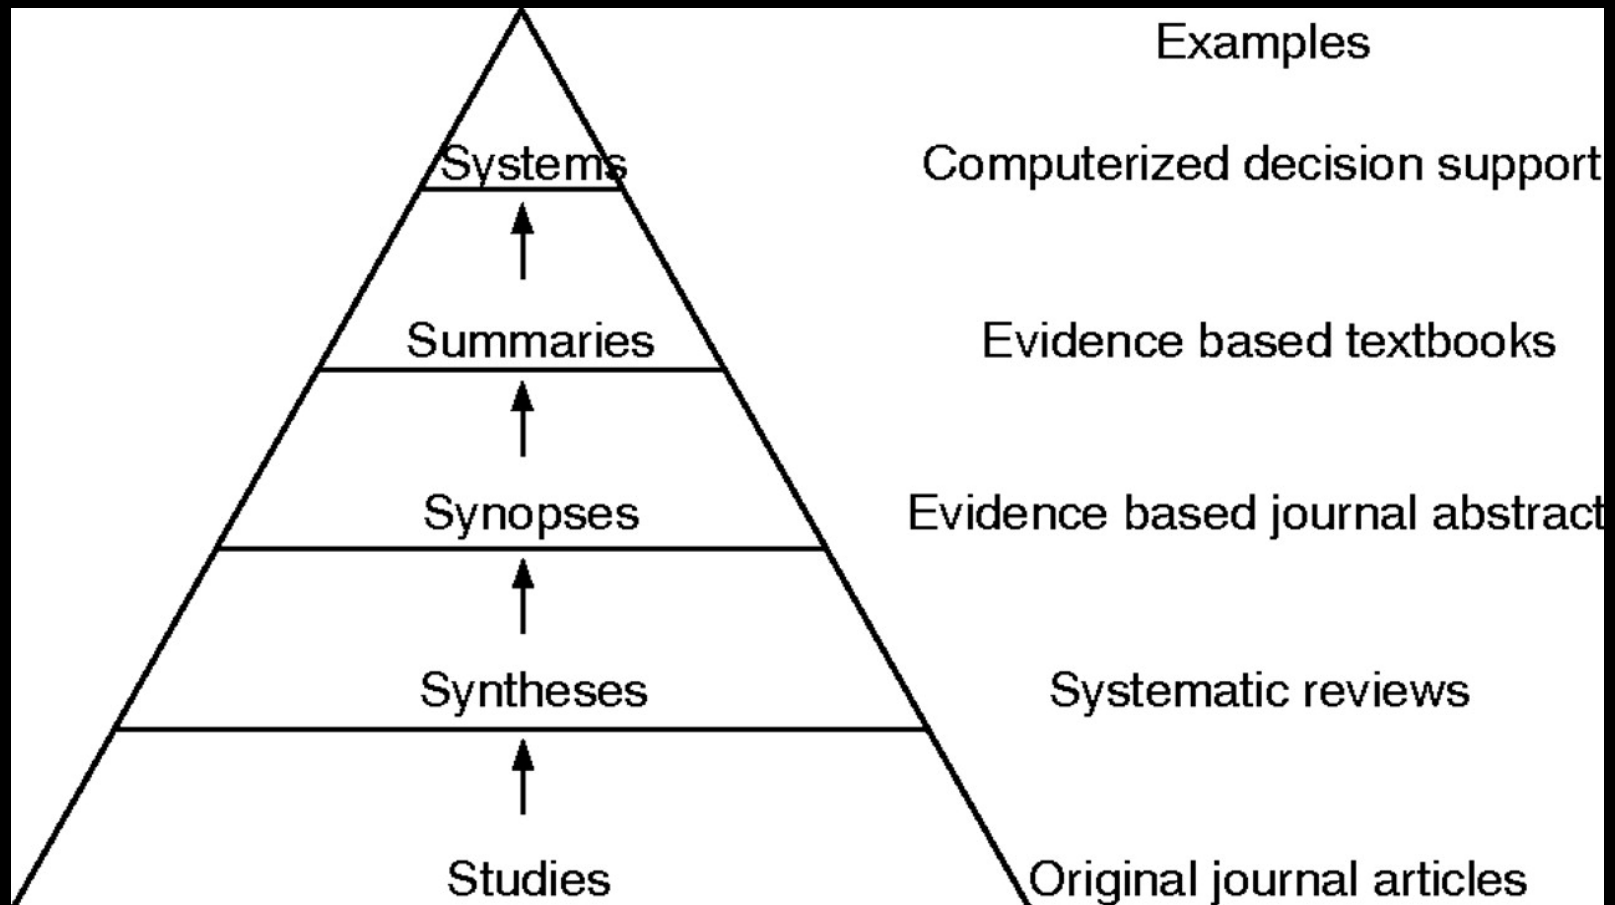 Examples
Systems Computerized decision support
Summaries Evidence based textbooks
Synopses Evidence based journal abstract
Syntheses Systematic reviews
Studies Original journal articles